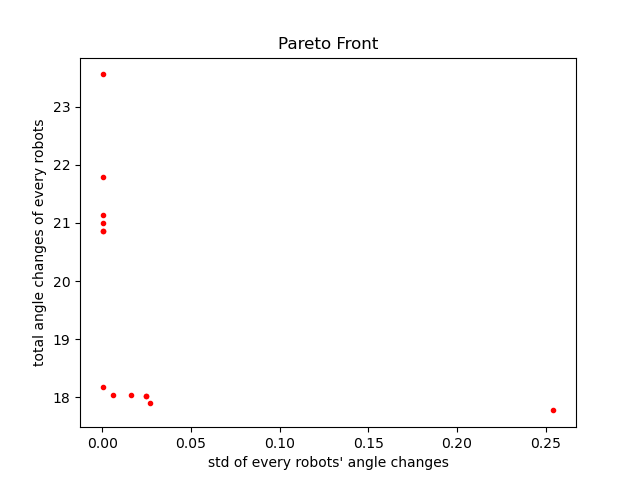 Pareto Front
total angle changes of every robots
23
22
21
20
19
18
0.00 0.05 0.10 0.15 0.20 0.25
std of every robots' angle changes